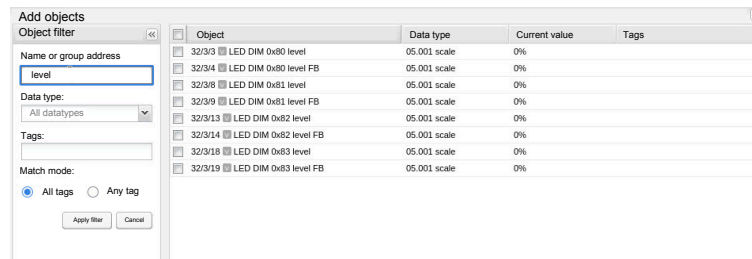 Add objects
Object filter
Name or group address
level
Data type:
All datatypes
Tags:
Match mode:
All tags Any tag
Apply filter Cancel
Object Data type Current value Tags
32/3/3 V LED DIM 0x80 level 05.001 scale 0%
32/3/4 V LED DIM 0x80 level FB 05.001 scale 0%
32/3/8 V LED DIM 0x81 level 05.001 scale 0%
32/3/9 V LED DIM 0x81 level FB 05.001 scale 0%
32/3/13 V LED DIM 0x82 level 05.001 scale 0%
32/3/14 V LED DIM 0x82 level FB 05.001 scale 0%
32/3/18 V LED DIM 0x83 level 05.001 scale 0%
32/3/19 V LED DIM 0x83 level FB 05.001 scale 0%